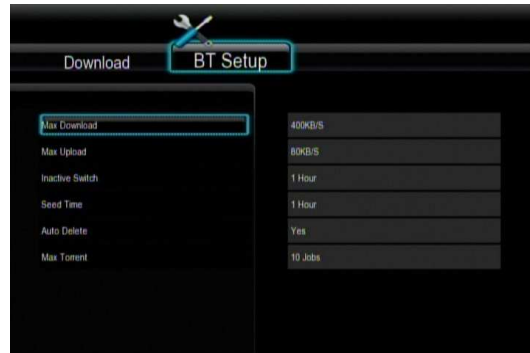 Download BT Setup
Max Download 400KB/S
Max Upload 60KB/S
Inactive Switch 1 Hour
Seed Time 1 Hour
Auto Delete Yes
Max Torrent 10 Jobs